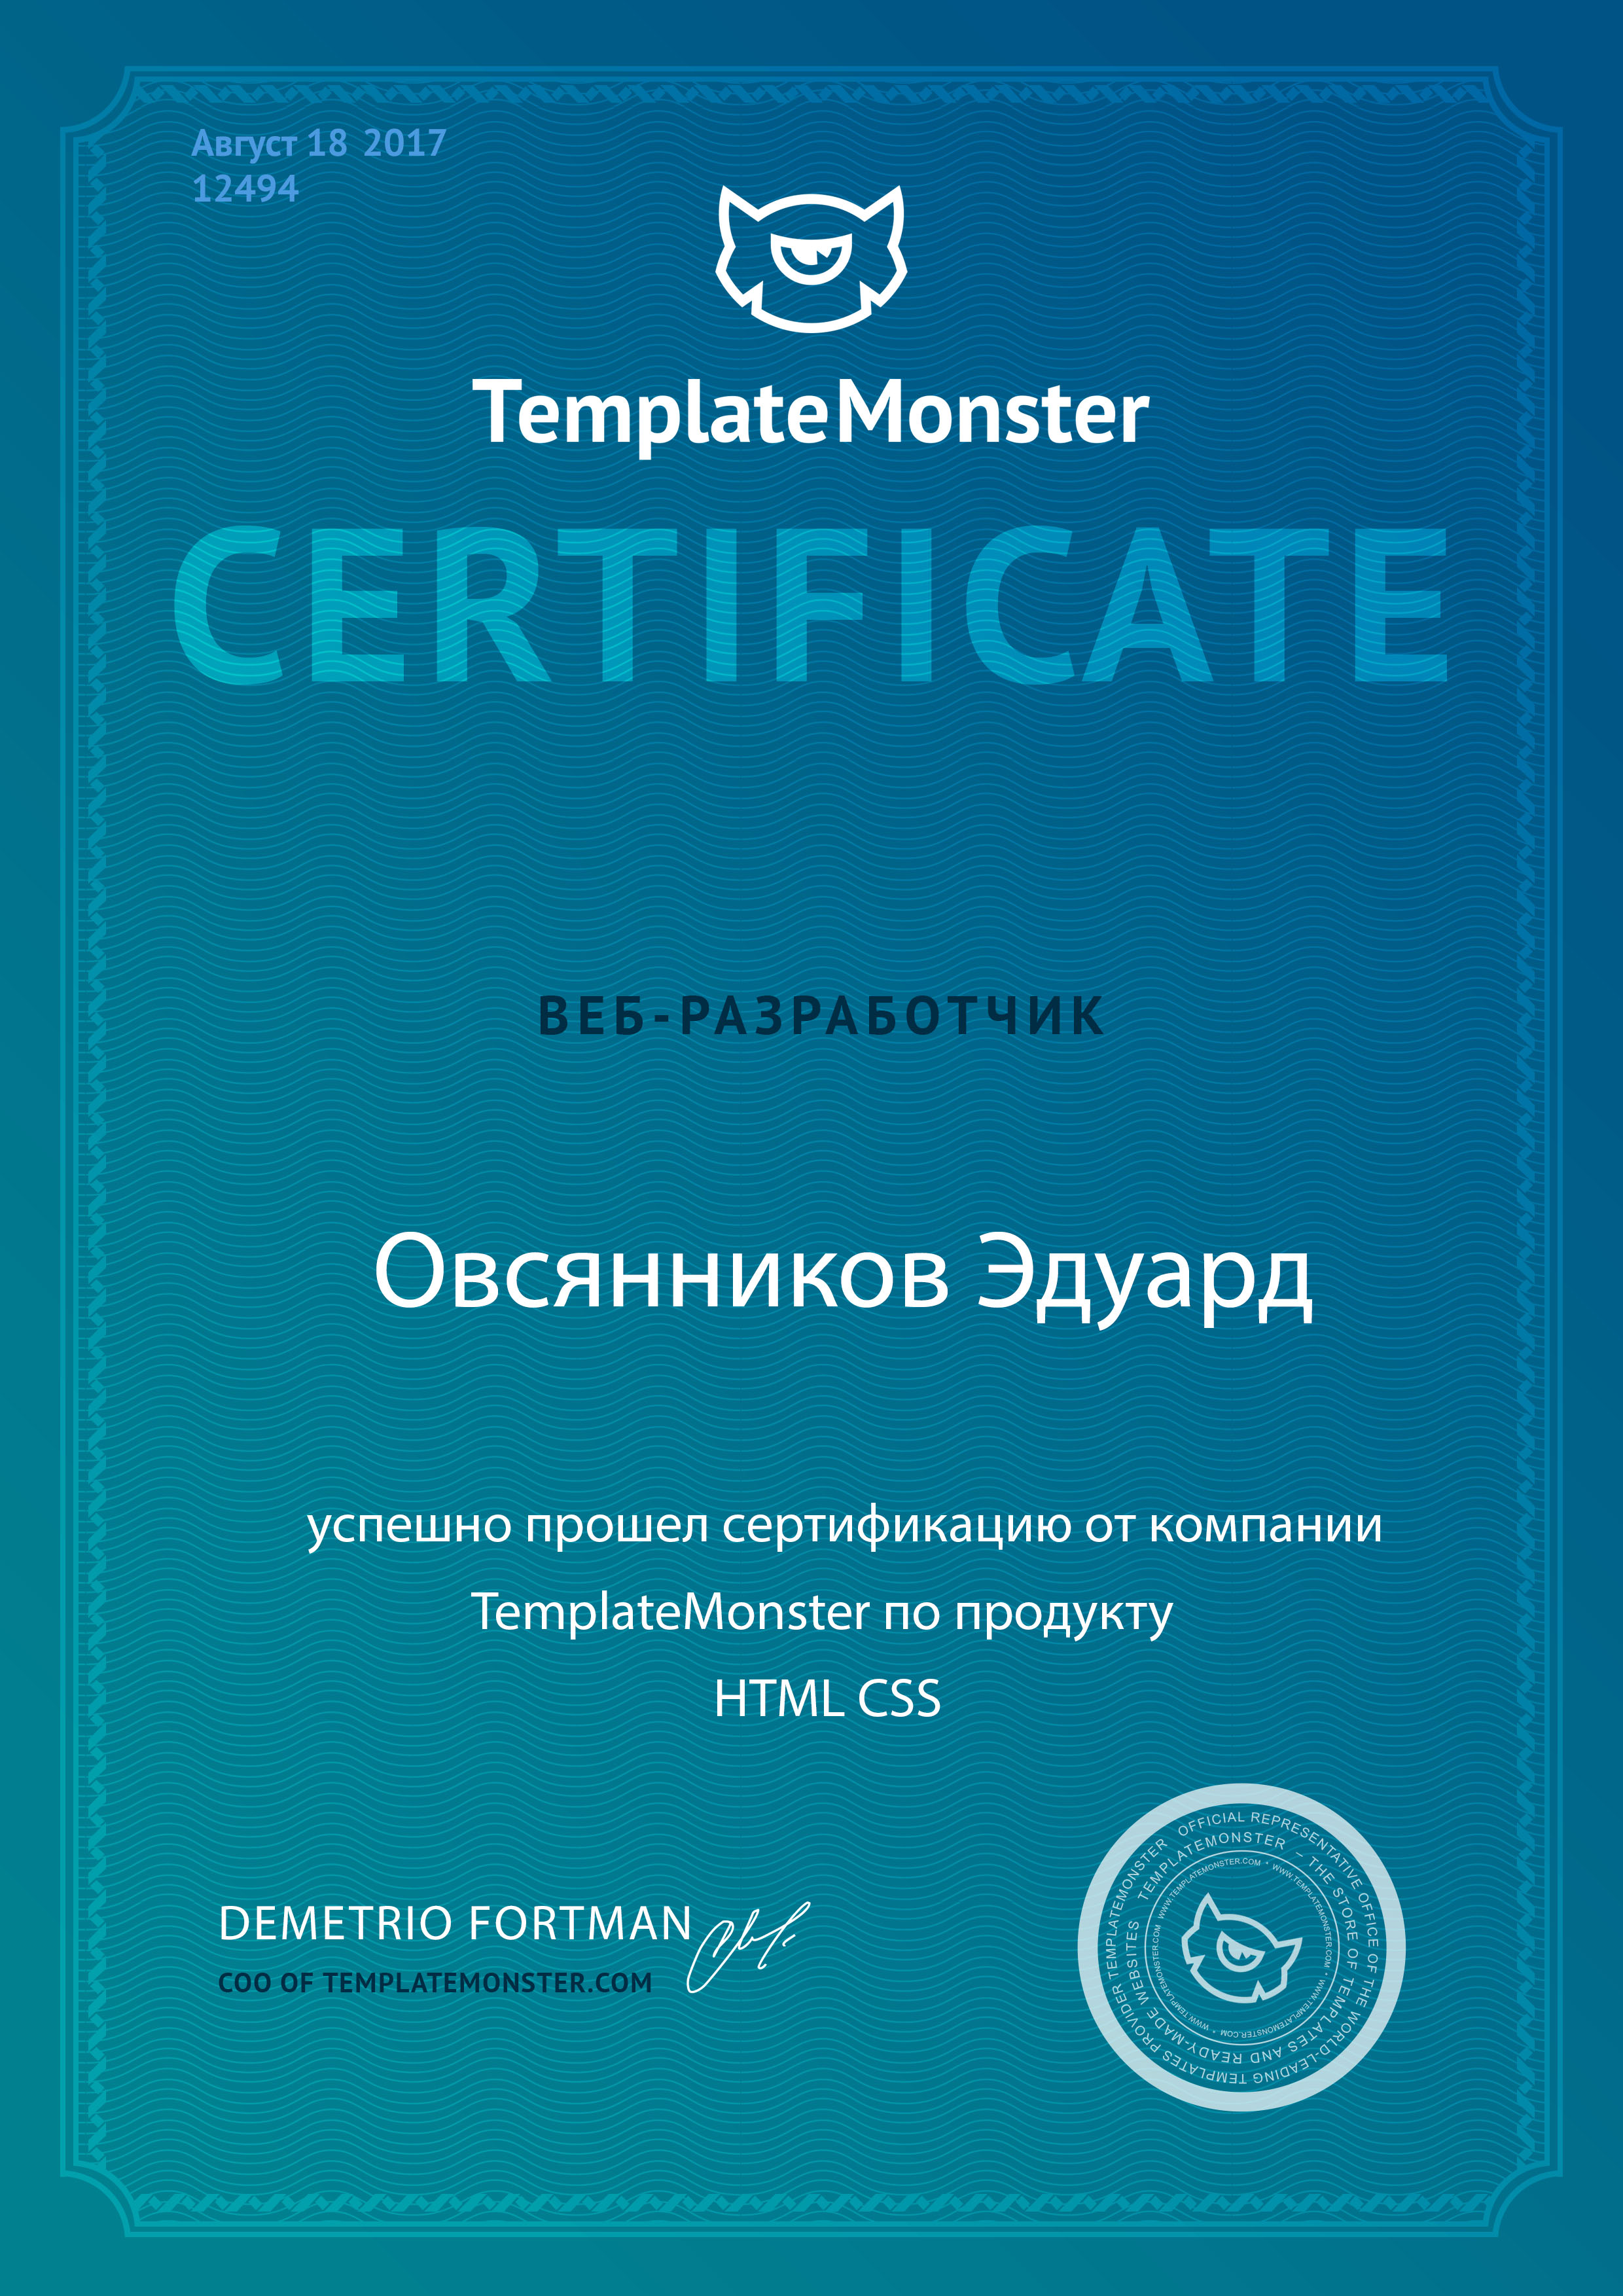 Август 18 2017
12494
TemplateMonster
CERTIFICATE
ВЕБ-РАЗРАБОТЧИК
Овсянников Эдуард
успешно прошел сертификацию от компании
TemplateMonster по продукту
HTML CSS
DEMETRIO FORTMAN
COO OF TEMPLATEMONSTER.COM
OFFICIAL REPRESENTATIVE OFFICE OF THE WORLD-LEADING TEMPLATES PROVIDER TEMPLATEMONSTER
TEMPLATEMONSTER – THE STORE OF TEMPLATES AND READY-MADE WEBSITES
WWW.TEMPLATEMONSTER.COM * WWW.TEMPLATEMONSTER.COM * WWW.TEMPLATEMONSTER.COM * WWW.TEMPLATEMONSTER.COM